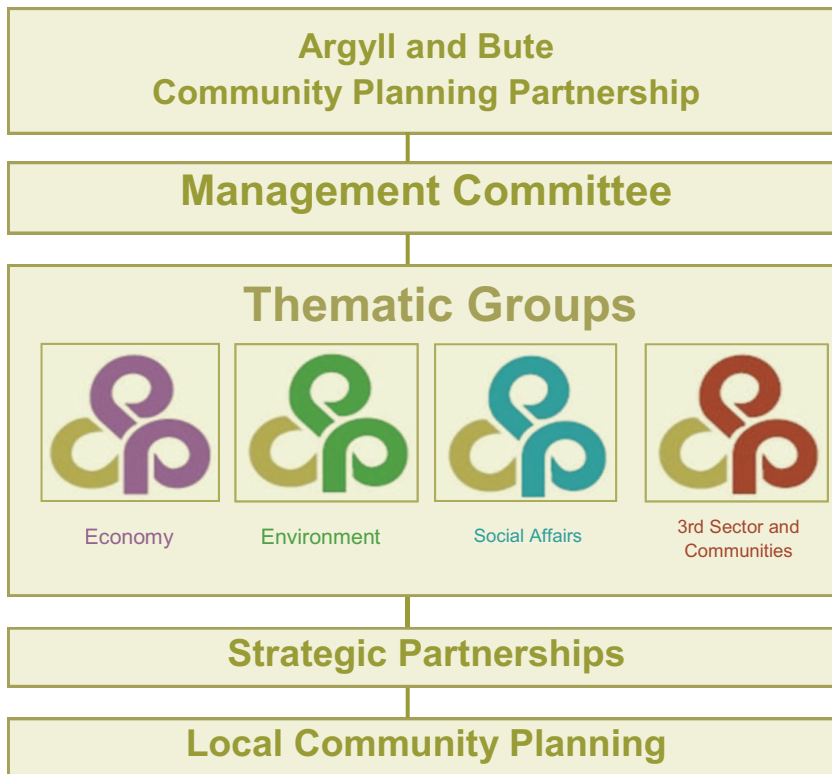 Argyll and Bute
Community Planning Partnership
Management Committee
Thematic Groups
Economy
Environment
Social Affairs
3rd Sector and
Communities
Strategic Partnerships
Local Community Planning